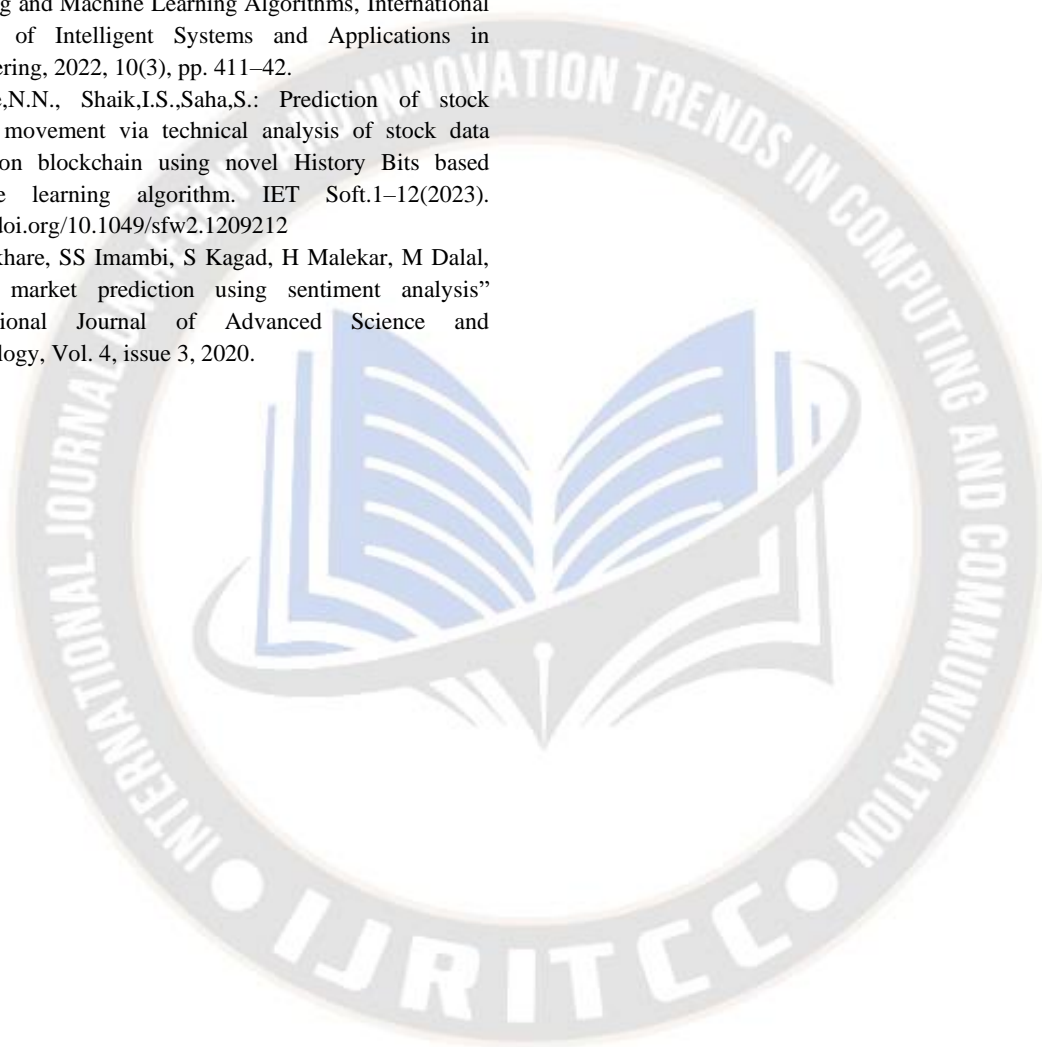 g and Machine Learning Algorithms, International
of Intelligent Systems and Applications in
ering, 2022, 10(3), pp. 411–42.
e,N.N., Shaik,I.S.,Saha,S.: Prediction of stock
movement via technical analysis of stock data
on blockchain using novel History Bits based
e learning algorithm. IET Soft.1–12(2023).
doi.org/10.1049/sfw2.1209212
khare, SS Imambi, S Kagad, H Malekar, M Dalal,
market prediction using sentiment analysis”
ional Journal of Advanced Science and
logy, Vol. 4, issue 3, 2020.
INTERNATIONAL JOURNAL ON RECENT AND INNOVATION TRENDS IN COMPUTING AND COMMUNICATION
IJRITCC